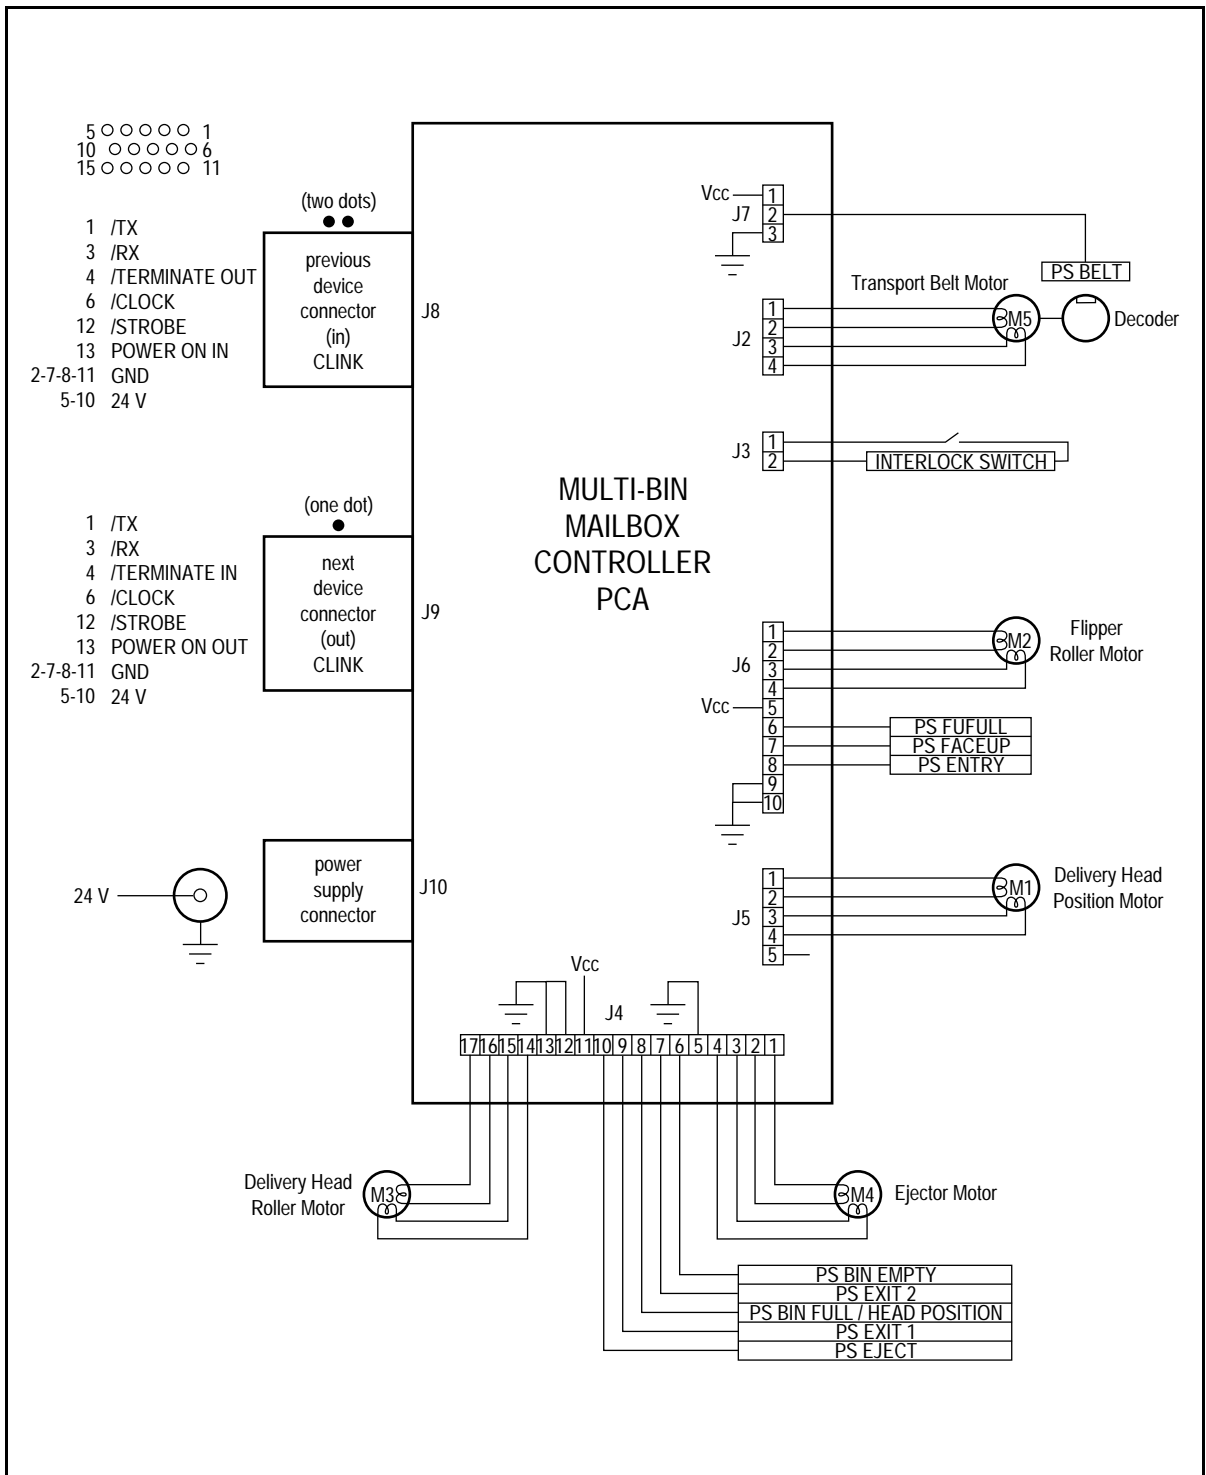 5 1
10 6
15 11
(two dots)
1 /TX
3 /RX
4 /TERMINATE OUT
6 /CLOCK
12 /STROBE
13 POWER ON IN
2-7-8-11 GND
5-10 24 V
previous
device
connector
(in)
CLINK
J8
(one dot)
1 /TX
3 /RX
4 /TERMINATE IN
6 /CLOCK
12 /STROBE
13 POWER ON OUT
2-7-8-11 GND
5-10 24 V
next
device
connector
(out)
CLINK
J9
24 V
power
supply
connector
J10
MULTI-BIN
MAILBOX
CONTROLLER
PCA
Vcc
J7
1
2
3
PS BELT
Transport Belt Motor
J2
1
2
3
4
M5
Decoder
J3
1
2
INTERLOCK SWITCH
J6
Vcc
1
2
3
4
5
6
7
8
9
10
M2
Flipper
Roller Motor
PS FUFULL
PS FACEUP
PS ENTRY
J5
1
2
3
4
5
M1
Delivery Head
Position Motor
Vcc
J4
17 16 15 14 13 12 11 10 9 8 7 6 5 4 3 2 1
Delivery Head
Roller Motor
M3
M4
Ejector Motor
PS BIN EMPTY
PS EXIT 2
PS BIN FULL / HEAD POSITION
PS EXIT 1
PS EJECT